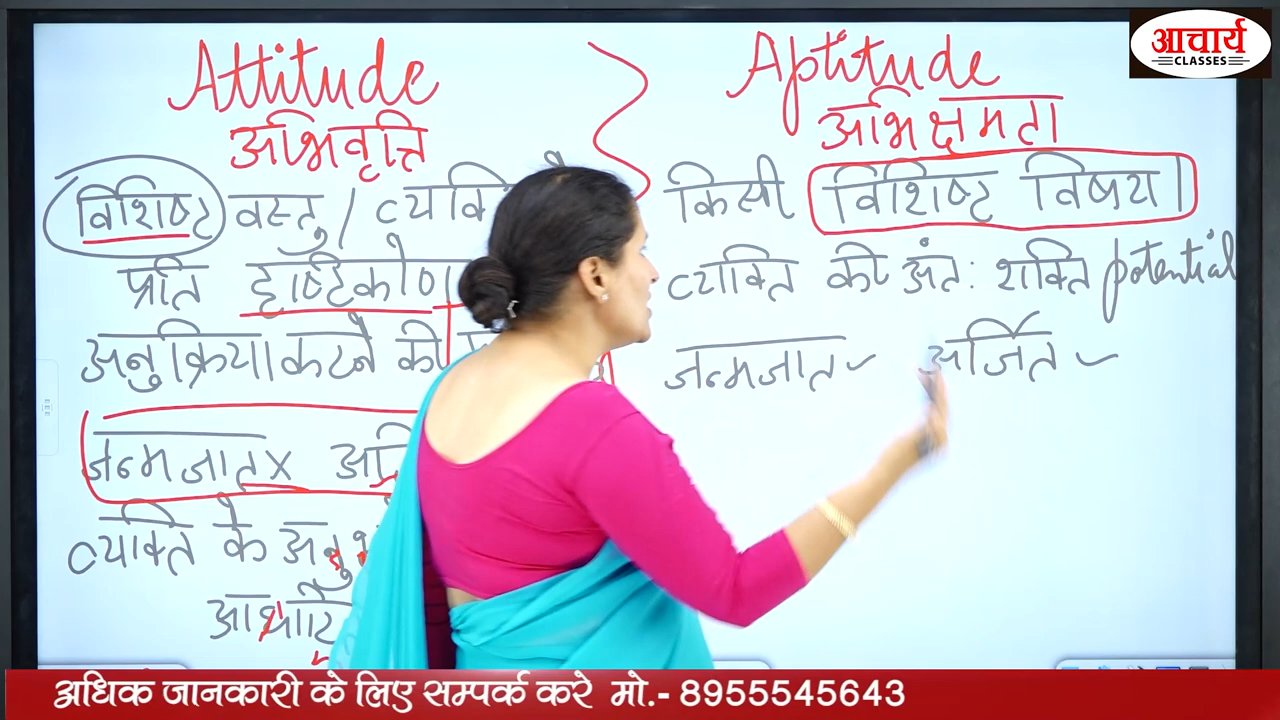 Attitude
अभिवृत्ति
विशिष्ट वस्तु / व्यक्ति
प्रति दृष्टिकोण
अनुक्रिया करने की
जन्मजात x
व्यक्ति के
Aptitude
अभिक्षमता
किसी विशिष्ट विषय।
व्यक्ति की अंतः शक्ति potential
जन्मजात ✓ अर्जित ✓
आचार्य
CLASSES
अधिक जानकारी के लिए सम्पर्क करे मो.- 8955545643